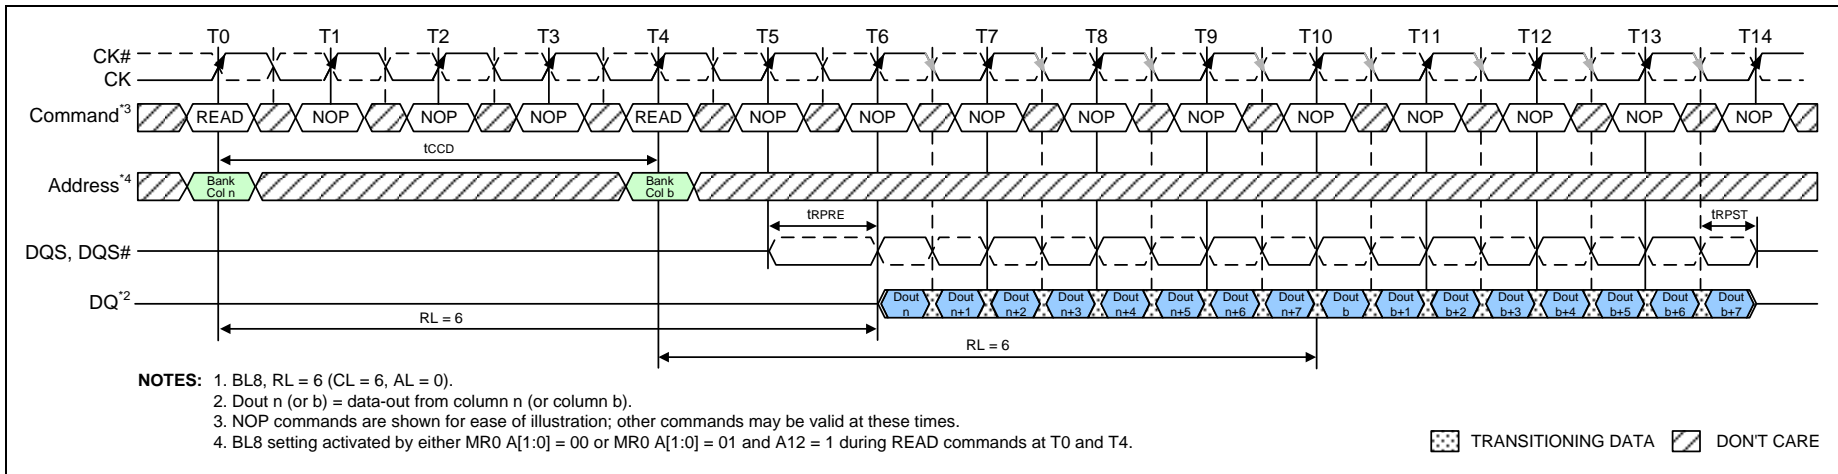 T0 T1 T2 T3 T4 T5 T6 T7 T8 T9 T10 T11 T12 T13 T14
CK#
CK
Command*3 READ NOP NOP NOP READ NOP NOP NOP NOP NOP NOP NOP NOP NOP NOP
tCCD
Address*4 Bank Col n Bank Col b
tRPRE tRPST
DQS, DQS#
DQ*2 Dout n Dout n+1 Dout n+2 Dout n+3 Dout n+4 Dout n+5 Dout n+6 Dout n+7 Dout b Dout b+1 Dout b+2 Dout b+3 Dout b+4 Dout b+5 Dout b+6 Dout b+7
RL = 6
RL = 6
NOTES: 1. BL8, RL = 6 (CL = 6, AL = 0).
2. Dout n (or b) = data-out from column n (or column b).
3. NOP commands are shown for ease of illustration; other commands may be valid at these times.
4. BL8 setting activated by either MR0 A[1:0] = 00 or MR0 A[1:0] = 01 and A12 = 1 during READ commands at T0 and T4.
TRANSITIONING DATA DON'T CARE